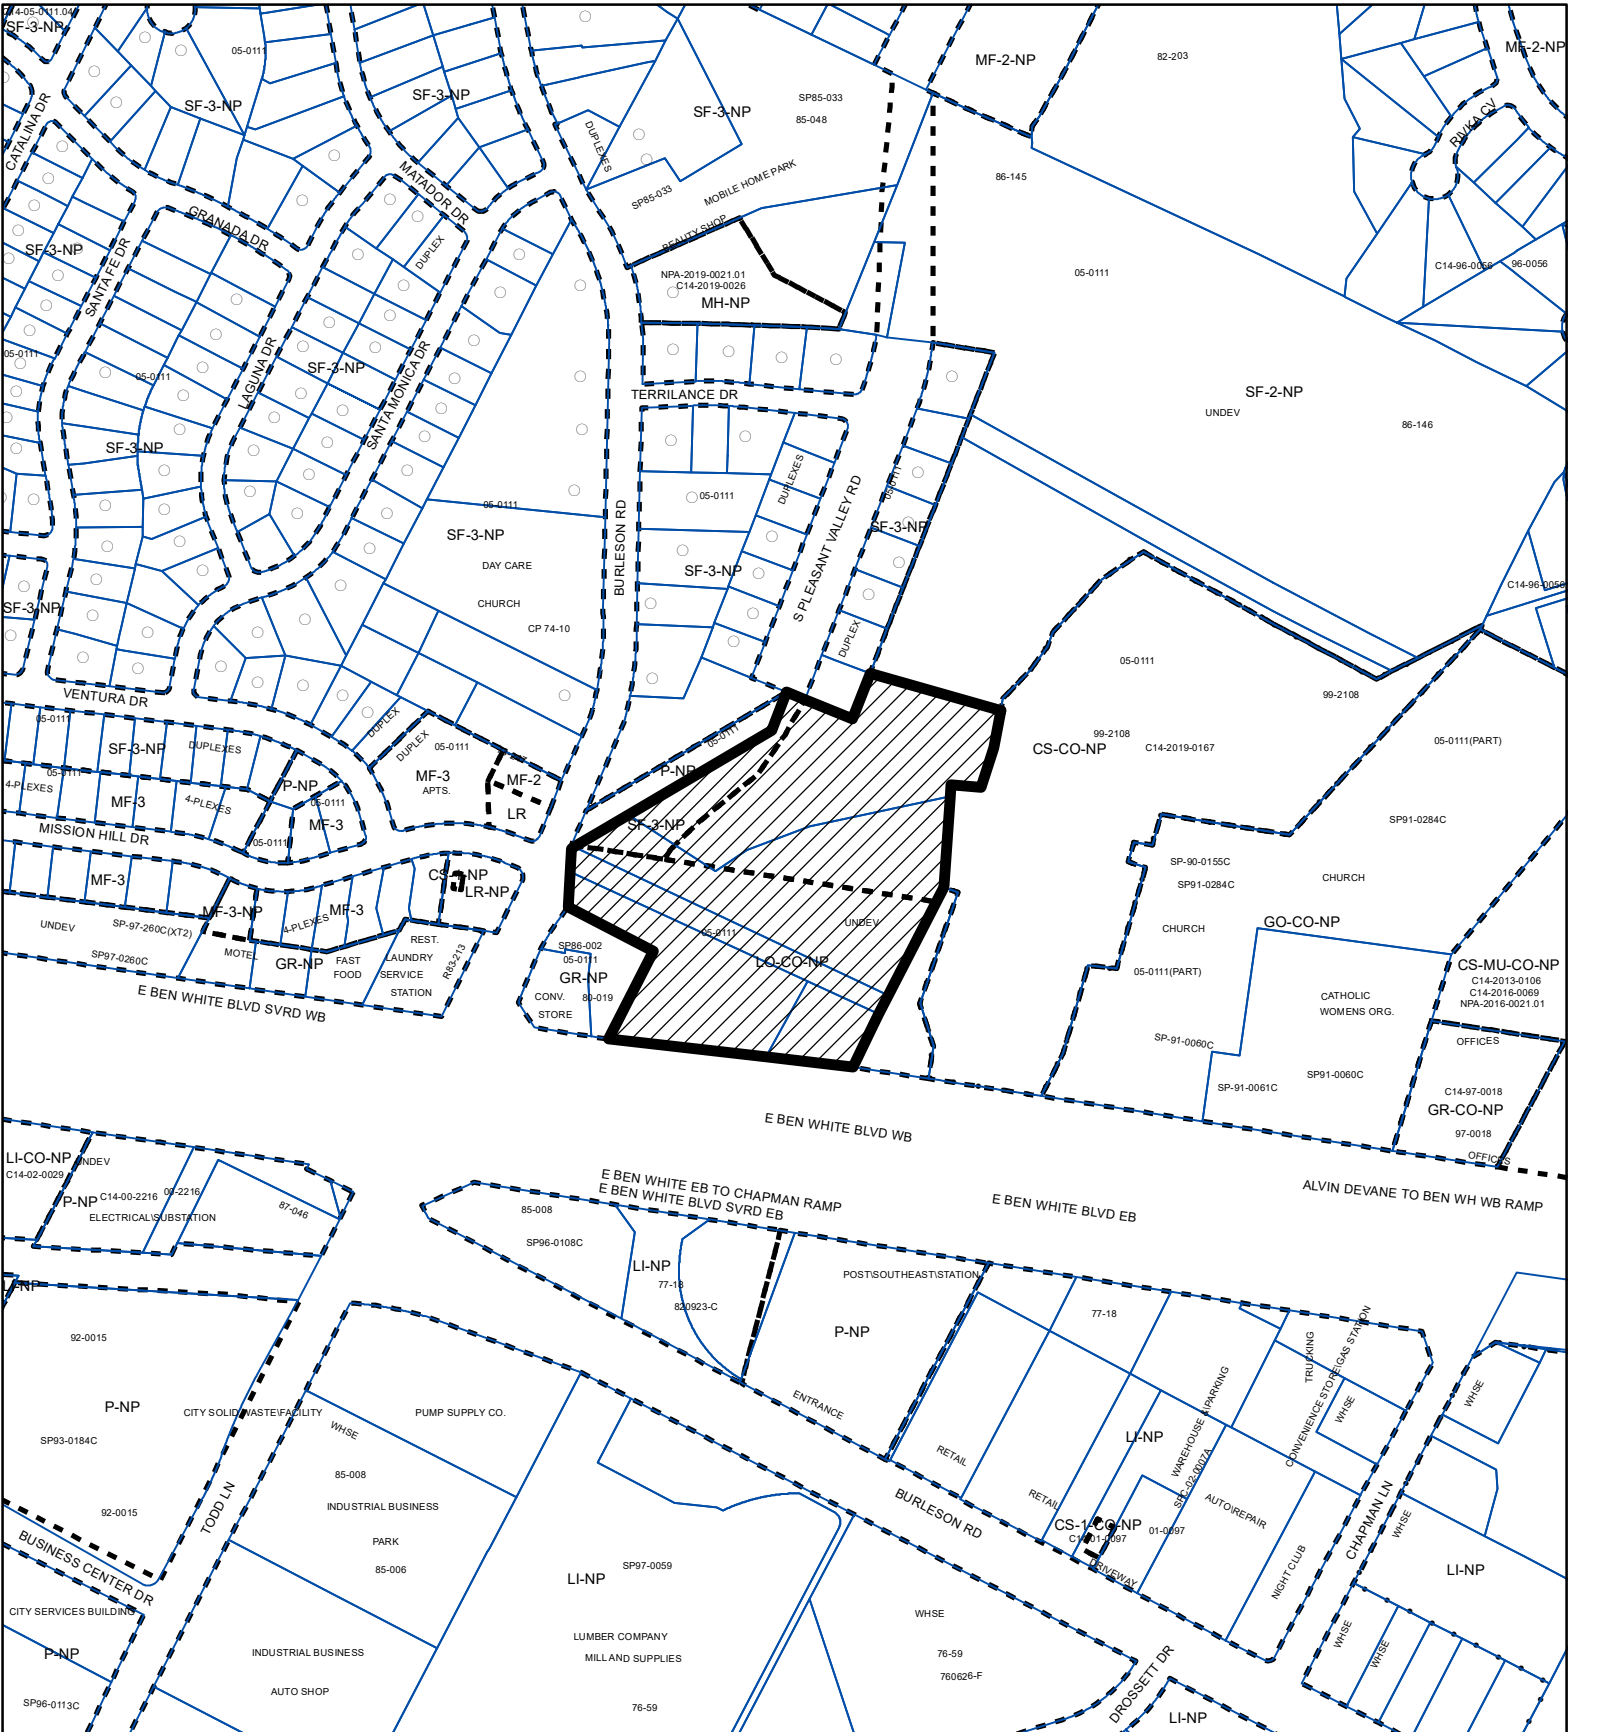 C14-05-0111.04
SF-3-NP
05-0111
SF-3-NP
SF-3-NP
CATALINA DR
MATADOR DR
GRANADA DR
SANTA FE DR
SF-3-NP
DUPLEX
05-0111
05-0111
LAGUNA DR
SF-3-NP
SANTA MONICA DR
SF-3-NP
SF-3-NP
VENTURA DR
DUPLEXES
SF-3-NP
SP85-033
85-048
SP85-033
MOBILE HOME PARK
BEAUTY SHOP
NPA-2019-0021.01
C14-2019-0026
MH-NP
MF-2-NP
82-203
MF-2-NP
RIVKA CV
86-145
05-0111
C14-96-0056
96-0056
SF-2-NP
UNDEV
86-146
C14-96-0056
TERRILANCE DR
BURLESON RD
05-0111
DUPLEXES
SF-3-NP
S PLEASANT VALLEY RD
05-0111
SF-3-NP
DUPLEX
05-0111
SF-3-NP
DAY CARE
CHURCH
CP 74-10
05-0111
SF-3-NP
DUPLEXES
05-0111
4-PLEXES
MF-3
4-PLEXES
P-NP
05-0111
MF-3
05-0111
MISSION HILL DR
DUPLEX
DUPLEX
05-0111
MF-3
APTS.
MF-2
LR
MF-3
MF-3-NP
4-PLEXES
MF-3
CS-1-NP
LR-NP
UNDEV
SP-97-260C(XT2)
SP97-0260C
MOTEL
GR-NP
FAST
FOOD
REST.
LAUNDRY
SERVICE
STATION
R83-213
E BEN WHITE BLVD SVRD WB
05-0111
P-NP
SF-3-NP
UNDEV
05-0111
LO-CO-NP
SP86-002
05-0111
GR-NP
CONV.
80-019
STORE
05-0111
99-2108
99-2108
CS-CO-NP
C14-2019-0167
05-0111(PART)
SP91-0284C
SP-90-0155C
SP91-0284C
CHURCH
CHURCH
GO-CO-NP
05-0111(PART)
CATHOLIC
WOMENS ORG.
SP-91-0060C
SP91-0060C
SP-91-0061C
CS-MU-CO-NP
C14-2013-0106
C14-2016-0069
NPA-2016-0021.01
OFFICES
C14-97-0018
GR-CO-NP
97-0018
OFFICES
E BEN WHITE BLVD WB
E BEN WHITE EB TO CHAPMAN RAMP
E BEN WHITE BLVD SVRD EB
E BEN WHITE BLVD EB
ALVIN DEVANE TO BEN WH WB RAMP
LI-CO-NP
UNDEV
C14-02-0029
P-NP
C14-00-2216
00-2216
ELECTRICAL\SUBSTATION
87-046
LI-NP
92-0015
P-NP
SP93-0184C
CITY SOLID WASTE\FACILITY
92-0015
TODD LN
BUSINESS CENTER DR
CITY SERVICES BUILDING
P-NP
SP96-0113C
85-008
SP96-0108C
LI-NP
77-18
820923-C
POST\SOUTHEAST\STATION
P-NP
ENTRANCE
PUMP SUPPLY CO.
WHSE
85-008
INDUSTRIAL BUSINESS
PARK
85-006
INDUSTRIAL BUSINESS
AUTO SHOP
LI-NP
SP97-0059
LUMBER COMPANY
MILL AND SUPPLIES
76-59
BURLESON RD
RETAIL
RETAIL
77-18
TRUCKING
CONVENIENCE STORE\GAS STATION
WHSE
WAREHOUSE &\PARKING
LI-NP
SPC-02-0007A
AUTO\REPAIR
CS-1-CO-NP
C14-01-0097
01-0097
DRIVEWAY
NIGHT CLUB
CHAPMAN LN
WHSE
WHSE
LI-NP
WHSE
WHSE
WHSE
76-59
760626-F
DROSSETT DR
LI-NP